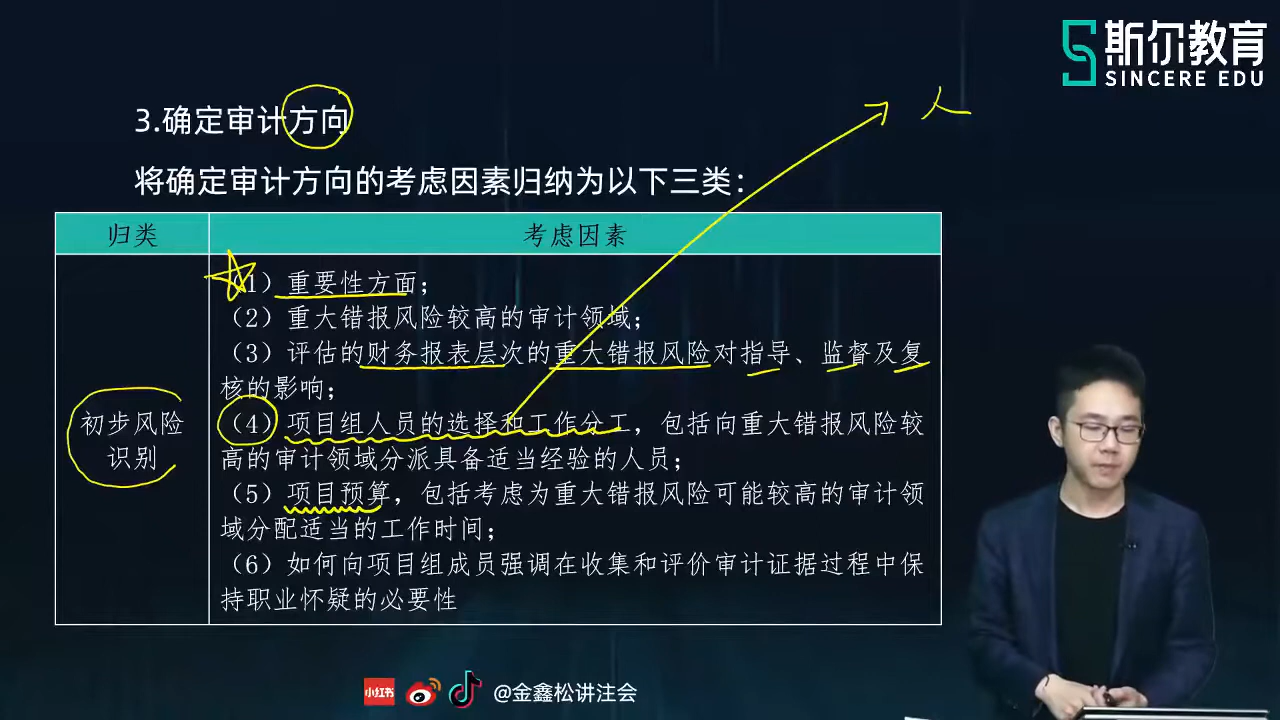 斯尔教育
SINCERE EDU
3.确定审计方向
人
将确定审计方向的考虑因素归纳为以下三类：
归类
考虑因素
初步风险
识别
（1）重要性方面；
（2）重大错报风险较高的审计领域；
（3）评估的财务报表层次的重大错报风险对指导、监督及复
核的影响；
（4）项目组人员的选择和工作分工，包括向重大错报风险较
高的审计领域分派具备适当经验的人员；
（5）项目预算，包括考虑为重大错报风险可能较高的审计领
域分配适当的工作时间；
（6）如何向项目组成员强调在收集和评价审计证据过程中保
持职业怀疑的必要性
小红书
@金鑫松讲注会